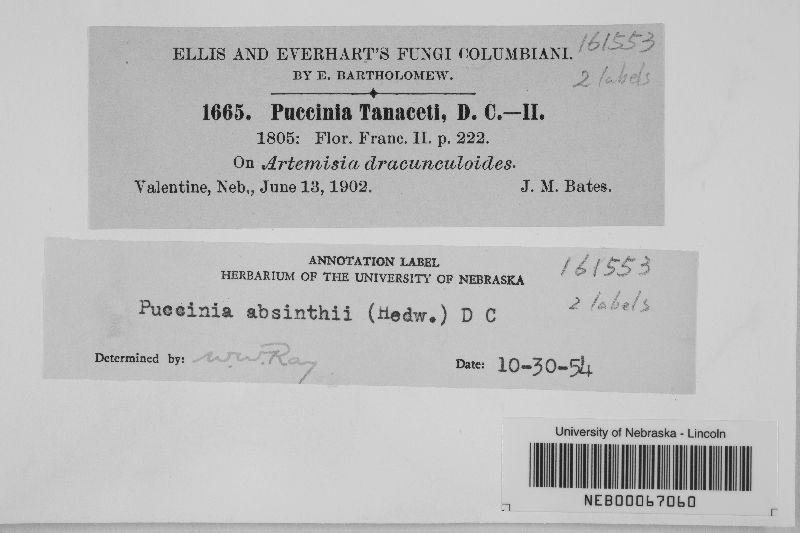 ELLIS AND EVERHART'S FUNGI COLUMBIANI. 161553
BY E. BARTHOLOMEW. 2 labels
1665. Puccinia Tanaceti, D. C.—II.
1805: Flor. Franc. II. p. 222.
On Artemisia dracunculoides.
Valentine, Neb., June 13, 1902. J. M. Bates.
ANNOTATION LABEL 161553
HERBARIUM OF THE UNIVERSITY OF NEBRASKA
2 labels
Puccinia absinthii (Hedw.) D C
Determined by: W.W. Ray Date: 10-30-54
University of Nebraska - Lincoln
NEB00067060